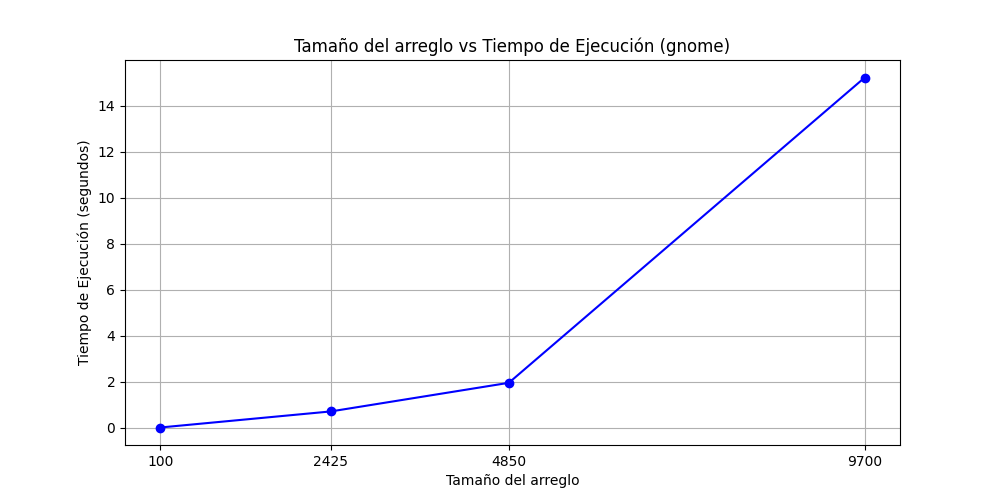 Tamaño del arreglo vs Tiempo de Ejecución (gnome)
Tiempo de Ejecución (segundos)
14
12
10
8
6
4
2
0
100 2425 4850 9700
Tamaño del arreglo